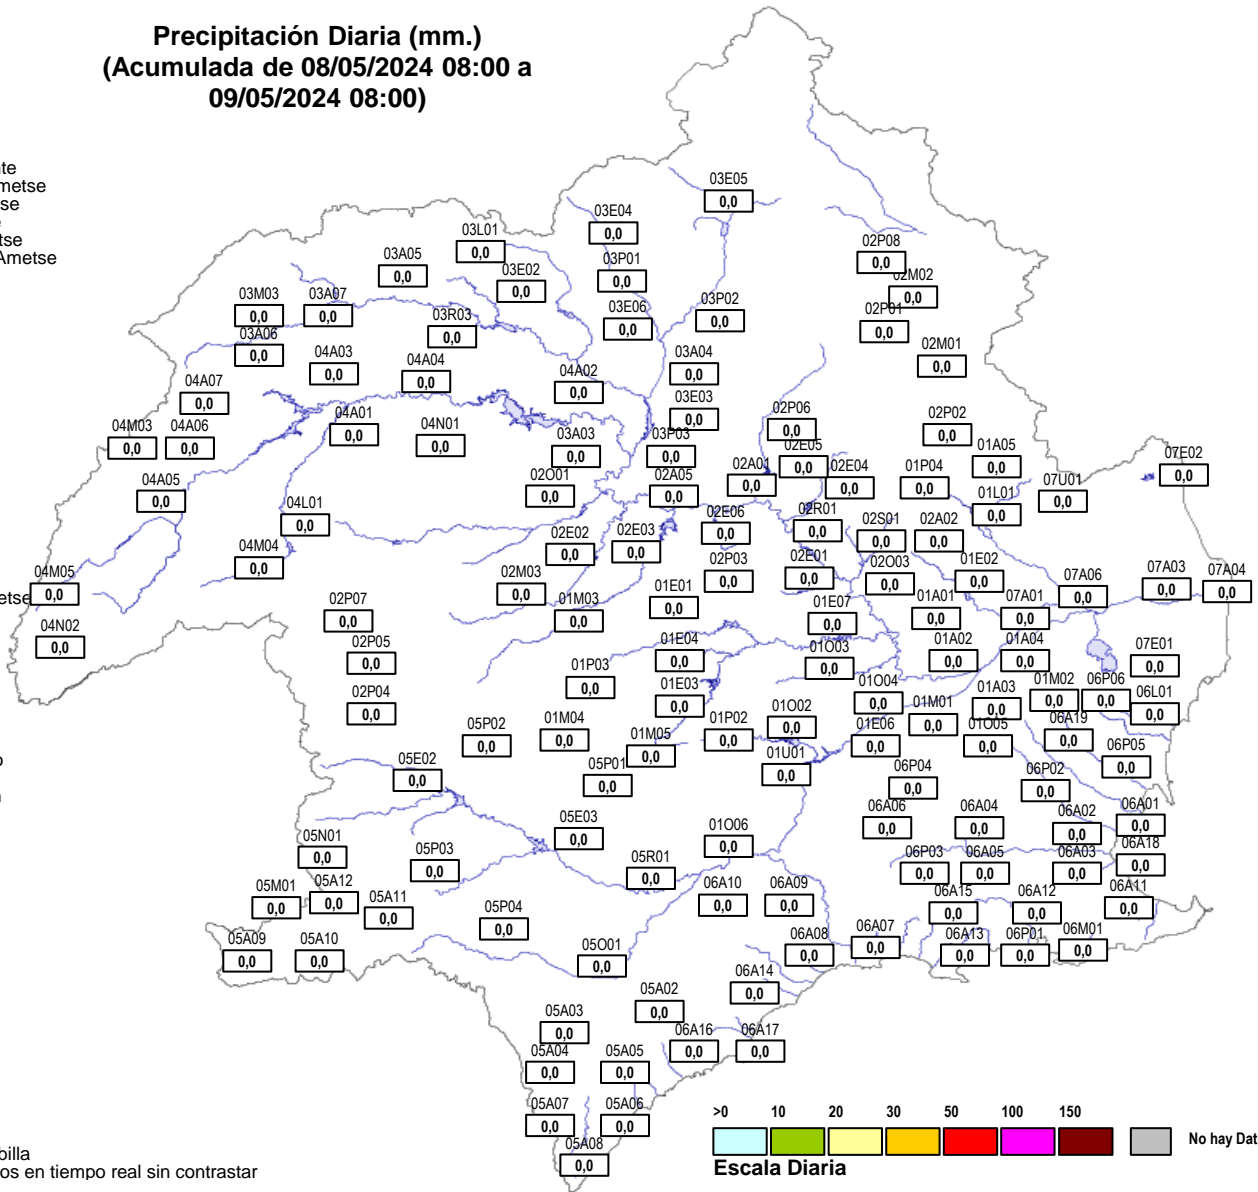 Precipitación Diaria (mm.)
(Acumulada de 08/05/2024 08:00 a
09/05/2024 08:00)
03E05
0,0
03E04
0,0
03L01
0,0
03A05
0,0
03E02
0,0
03P01
0,0
02P08
0,0
02M02
0,0
03M03
0,0
03A07
0,0
03R03
0,0
03E06
0,0
03P02
0,0
02P01
0,0
03A06
0,0
04A03
0,0
04A04
0,0
04A02
0,0
03A04
0,0
02M01
0,0
04A07
0,0
03E03
0,0
04M03
0,0
04A06
0,0
04A01
0,0
04N01
0,0
03A03
0,0
03P03
0,0
02P06
0,0
02P02
0,0
02E05
0,0
01A05
0,0
07E02
0,0
04A05
0,0
02O01
0,0
02A05
0,0
02A01
0,0
02E04
0,0
01P04
0,0
07U01
0,0
01L01
0,0
04L01
0,0
02E06
0,0
02R01
0,0
02S01
0,0
02A02
0,0
04M04
0,0
02E02
0,0
02E03
0,0
02P03
0,0
02E01
0,0
02O03
0,0
01E02
0,0
04M05
0,0
02M03
0,0
01M03
0,0
01E01
0,0
01E07
0,0
01A01
0,0
07A01
0,0
07A06
0,0
07A03
0,0
07A04
0,0
04N02
0,0
02P07
0,0
02P05
0,0
01E04
0,0
01O03
0,0
01A02
0,0
01A04
0,0
07E01
0,0
02P04
0,0
01P03
0,0
01E03
0,0
01O04
0,0
01A03
0,0
01M02
0,0
06P06
0,0
06L01
0,0
05P02
0,0
01M04
0,0
01M05
0,0
01P02
0,0
01O02
0,0
01E06
0,0
01M01
0,0
01O05
0,0
06A19
0,0
05E02
0,0
05P01
0,0
01U01
0,0
06P04
0,0
06P02
0,0
06P05
0,0
05E03
0,0
01O06
0,0
06A06
0,0
06A04
0,0
06A02
0,0
06A01
0,0
05N01
0,0
05P03
0,0
05R01
0,0
06P03
0,0
06A05
0,0
06A03
0,0
06A18
0,0
05M01
0,0
05A12
0,0
05A11
0,0
06A10
0,0
06A09
0,0
06A15
0,0
06A12
0,0
06A11
0,0
05A09
0,0
05A10
0,0
05P04
0,0
05O01
0,0
06A08
0,0
06A07
0,0
06A13
0,0
06P01
0,0
06M01
0,0
05A03
0,0
05A02
0,0
06A14
0,0
05A04
0,0
05A05
0,0
06A16
0,0
06A17
0,0
05A07
0,0
05A06
0,0
05A08
0,0
>0 10 20 30 50 100 150
No hay Dat
Escala Diaria
os en tiempo real sin contrastar